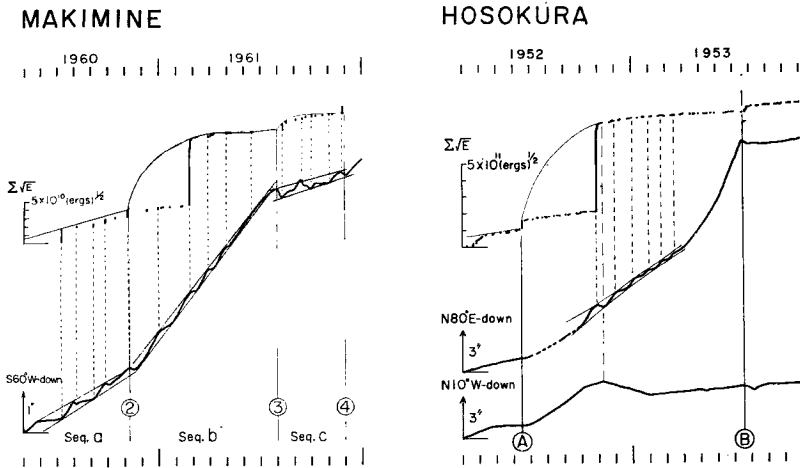 MAKIMINE
1960 1961
Σ√E
5×10¹⁰(ergs)^½
S60°W-down
1"
② ③ ④
Seq. a Seq. b Seq. c
HOSOKURA
1952 1953
Σ√E
5×10¹¹(ergs)^½
N80°E-down
3"
N10°W-down
3"
Ⓐ Ⓑ